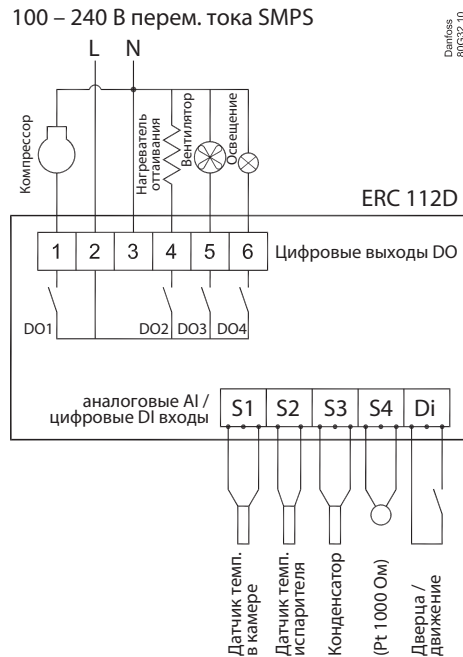 100 – 240 В перем. тока SMPS
Danfoss
80G32.10
L N
Компрессор
Нагреватель
оттаивания
Вентилятор
Освещение
ERC 112D
1 2 3 4 5 6
Цифровые выходы DO
DO1 DO2 DO3 DO4
аналоговые AI /
цифровые DI входы
S1 S2 S3 S4 Di
Датчик темп.
в камере
Датчик темп.
испарителя
Конденсатор
(Pt 1000 Ом)
Дверца /
движение